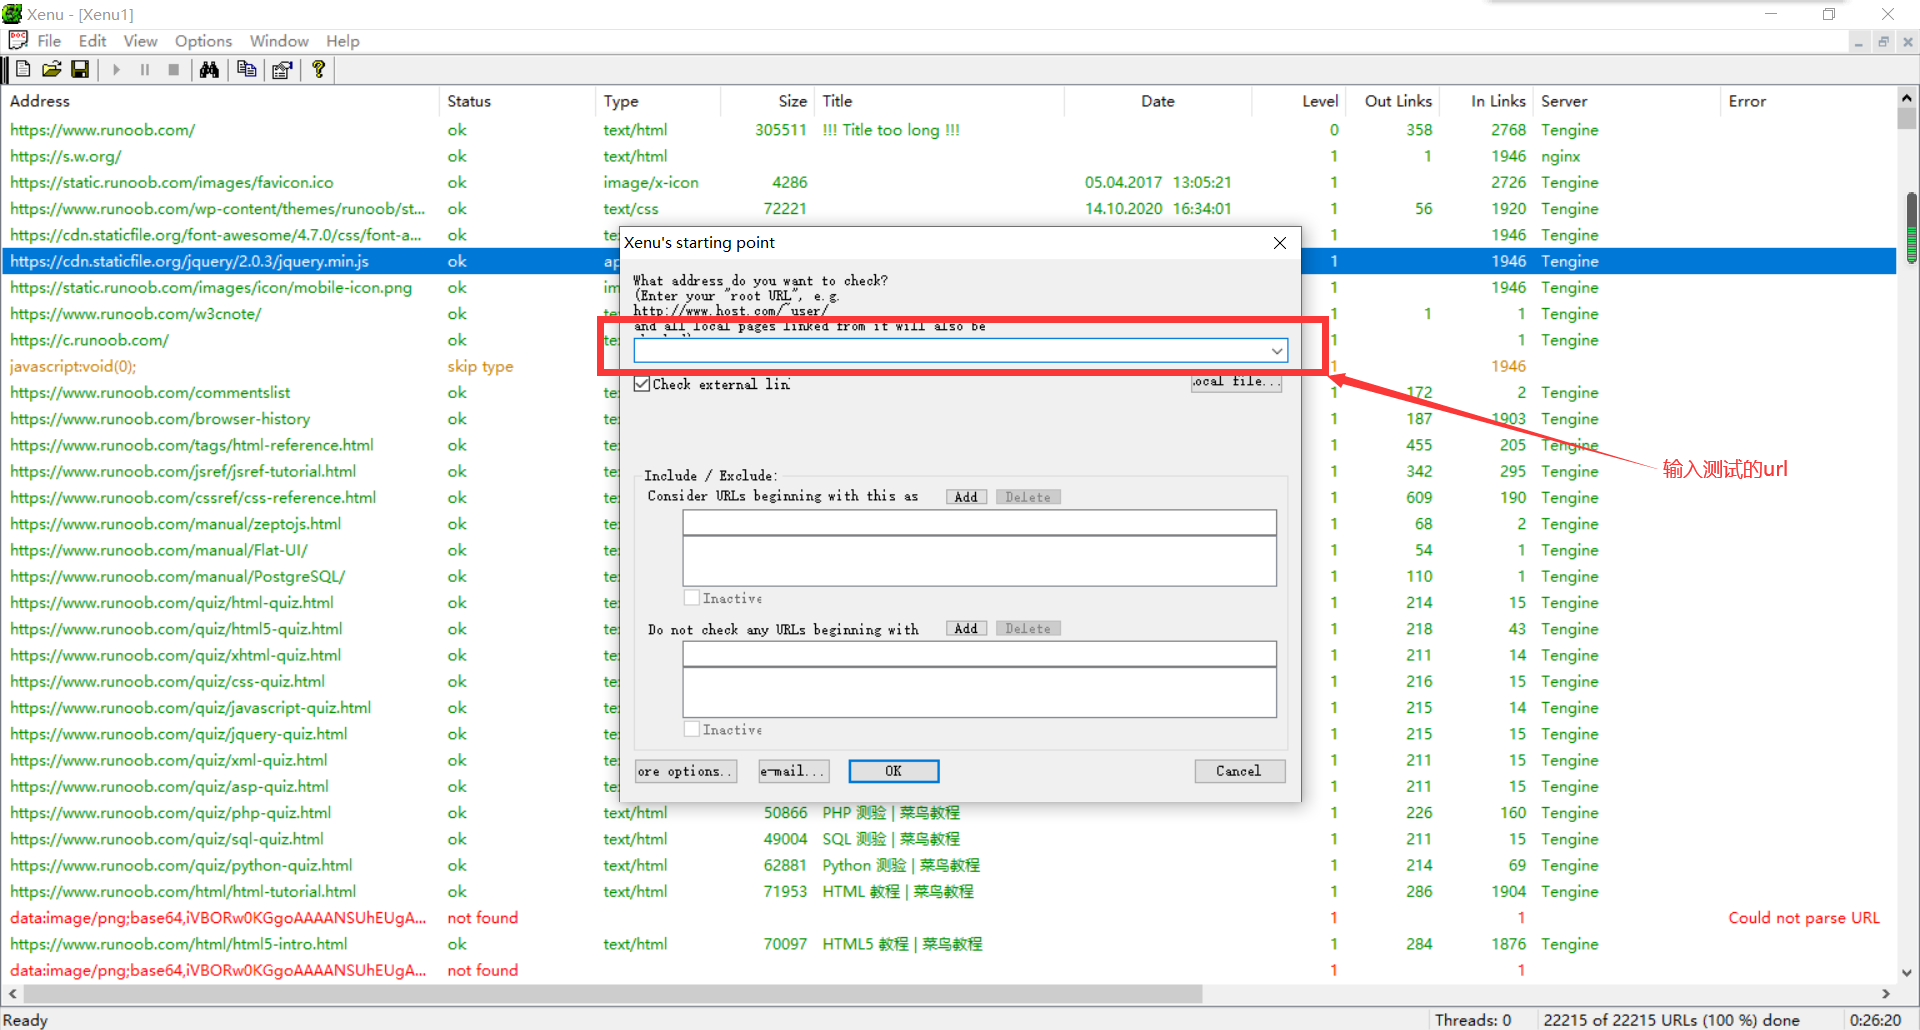 Xenu - [Xenu1]
File Edit View Options Window Help
Address Status Type Size Title Date Level Out Links In Links Server Error
https://www.runoob.com/ ok text/html 305511 !!! Title too long !!! 0 358 2768 Tengine
https://s.w.org/ ok text/html 1 1 1946 nginx
https://static.runoob.com/images/favicon.ico ok image/x-icon 4286 05.04.2017 13:05:21 1 2726 Tengine
https://www.runoob.com/wp-content/themes/runoob/st... ok text/css 72221 14.10.2020 16:34:01 1 56 1920 Tengine
https://cdn.staticfile.org/font-awesome/4.7.0/css/font-a... ok te 1 1946 Tengine
https://cdn.staticfile.org/jquery/2.0.3/jquery.min.js ok ap 1 1946 Tengine
https://static.runoob.com/images/icon/mobile-icon.png ok im 1 1946 Tengine
https://www.runoob.com/w3cnote/ ok te 1 1 1 Tengine
https://c.runoob.com/ ok te 1 1 Tengine
javascript:void(0); skip type 1 1946
https://www.runoob.com/commentslist ok te 1 172 2 Tengine
https://www.runoob.com/browser-history ok te 1 187 1903 Tengine
https://www.runoob.com/tags/html-reference.html ok te 1 455 205 Tengine
https://www.runoob.com/jsref/jsref-tutorial.html ok te 1 342 295 Tengine
https://www.runoob.com/cssref/css-reference.html ok te 1 609 190 Tengine
https://www.runoob.com/manual/zeptojs.html ok te 1 68 2 Tengine
https://www.runoob.com/manual/Flat-UI/ ok te 1 54 1 Tengine
https://www.runoob.com/manual/PostgreSQL/ ok te 1 110 1 Tengine
https://www.runoob.com/quiz/html-quiz.html ok te 1 214 15 Tengine
https://www.runoob.com/quiz/html5-quiz.html ok te 1 218 43 Tengine
https://www.runoob.com/quiz/xhtml-quiz.html ok te 1 211 14 Tengine
https://www.runoob.com/quiz/css-quiz.html ok te 1 216 15 Tengine
https://www.runoob.com/quiz/javascript-quiz.html ok te 1 215 14 Tengine
https://www.runoob.com/quiz/jquery-quiz.html ok te 1 215 15 Tengine
https://www.runoob.com/quiz/xml-quiz.html ok te 1 211 15 Tengine
https://www.runoob.com/quiz/asp-quiz.html ok te 1 211 15 Tengine
https://www.runoob.com/quiz/php-quiz.html ok text/html 50866 PHP 测验 | 菜鸟教程 1 226 160 Tengine
https://www.runoob.com/quiz/sql-quiz.html ok text/html 49004 SQL 测验 | 菜鸟教程 1 211 15 Tengine
https://www.runoob.com/quiz/python-quiz.html ok text/html 62881 Python 测验 | 菜鸟教程 1 214 69 Tengine
https://www.runoob.com/html/html-tutorial.html ok text/html 71953 HTML 教程 | 菜鸟教程 1 286 1904 Tengine
data:image/png;base64,iVBORw0KGgoAAAANSUhEUgA... not found 1 1 Could not parse URL
https://www.runoob.com/html/html5-intro.html ok text/html 70097 HTML5 教程 | 菜鸟教程 1 284 1876 Tengine
data:image/png;base64,iVBORw0KGgoAAAANSUhEUgA... not found 1 1
Xenu's starting point
What address do you want to check?
(Enter your "root URL", e.g.
http://www.host.com/~user/
and all local pages linked from it will also be
Check external lin
ocal file...
输入测试的url
Include / Exclude:
Consider URLs beginning with this as Add Delete
Inactive
Do not check any URLs beginning with Add Delete
Inactive
ore options.. e-mail... OK Cancel
Ready Threads: 0 22215 of 22215 URLs (100 %) done 0:26:20